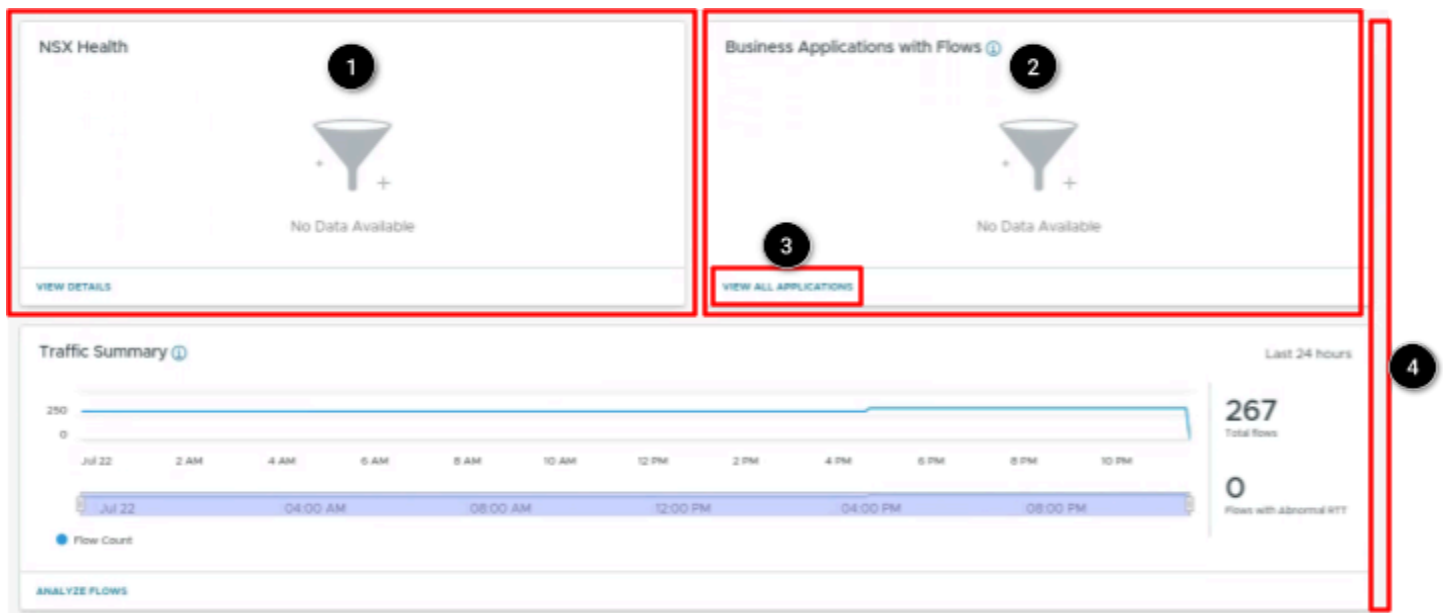 NSX Health
1
No Data Available
VIEW DETAILS
Business Applications with Flows
2
No Data Available
3
VIEW ALL APPLICATIONS
Traffic Summary
Last 24 hours
250
0
Jul 22 2 AM 4 AM 6 AM 8 AM 10 AM 12 PM 2 PM 4 PM 6 PM 8 PM 10 PM
Jul 22 04:00 AM 08:00 AM 12:00 PM 04:00 PM 08:00 PM
Flow Count
267
Total flows
0
Flows with Abnormal RTT
4
ANALYZE FLOWS